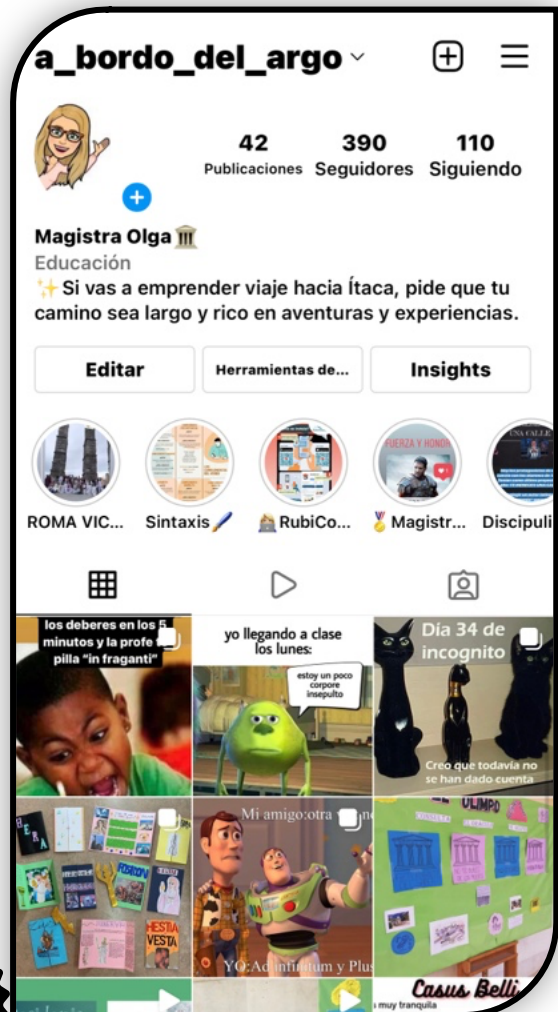 a_bordo_del_argo
42 390 110
Publicaciones Seguidores Siguiendo
Magistra Olga
Educación
Si vas a emprender viaje hacia Ítaca, pide que tu
camino sea largo y rico en aventuras y experiencias.
Editar Herramientas de... Insights
FUERZA Y HONOR
UNA CALLE
ROMA VIC... Sintaxis RubiCo... Magistr... Discipuli
los deberes en los 5
minutos y la profe
pilla "in fraganti"
yo llegando a clase
los lunes:
estoy un poco
corpore
insepulto
Día 34 de
incognito
Creo que todavía no
se han dado cuenta
HERA
POSEIDON
HESTIA
VESTA
Mi amigo:otra
YO:Ad infinitum y Plus
EL OLIMPO
Casus Belli
muy tranquila